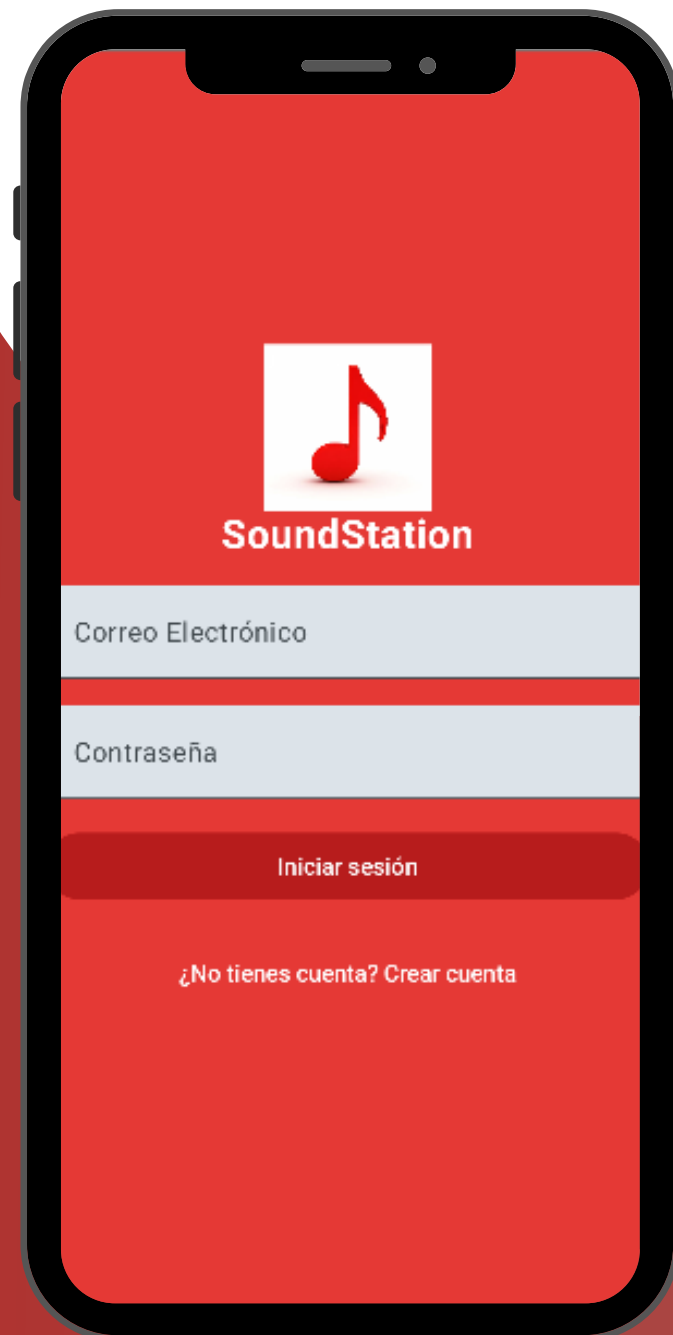 SoundStation
Correo Electrónico
Contraseña
Iniciar sesión
¿No tienes cuenta? Crear cuenta